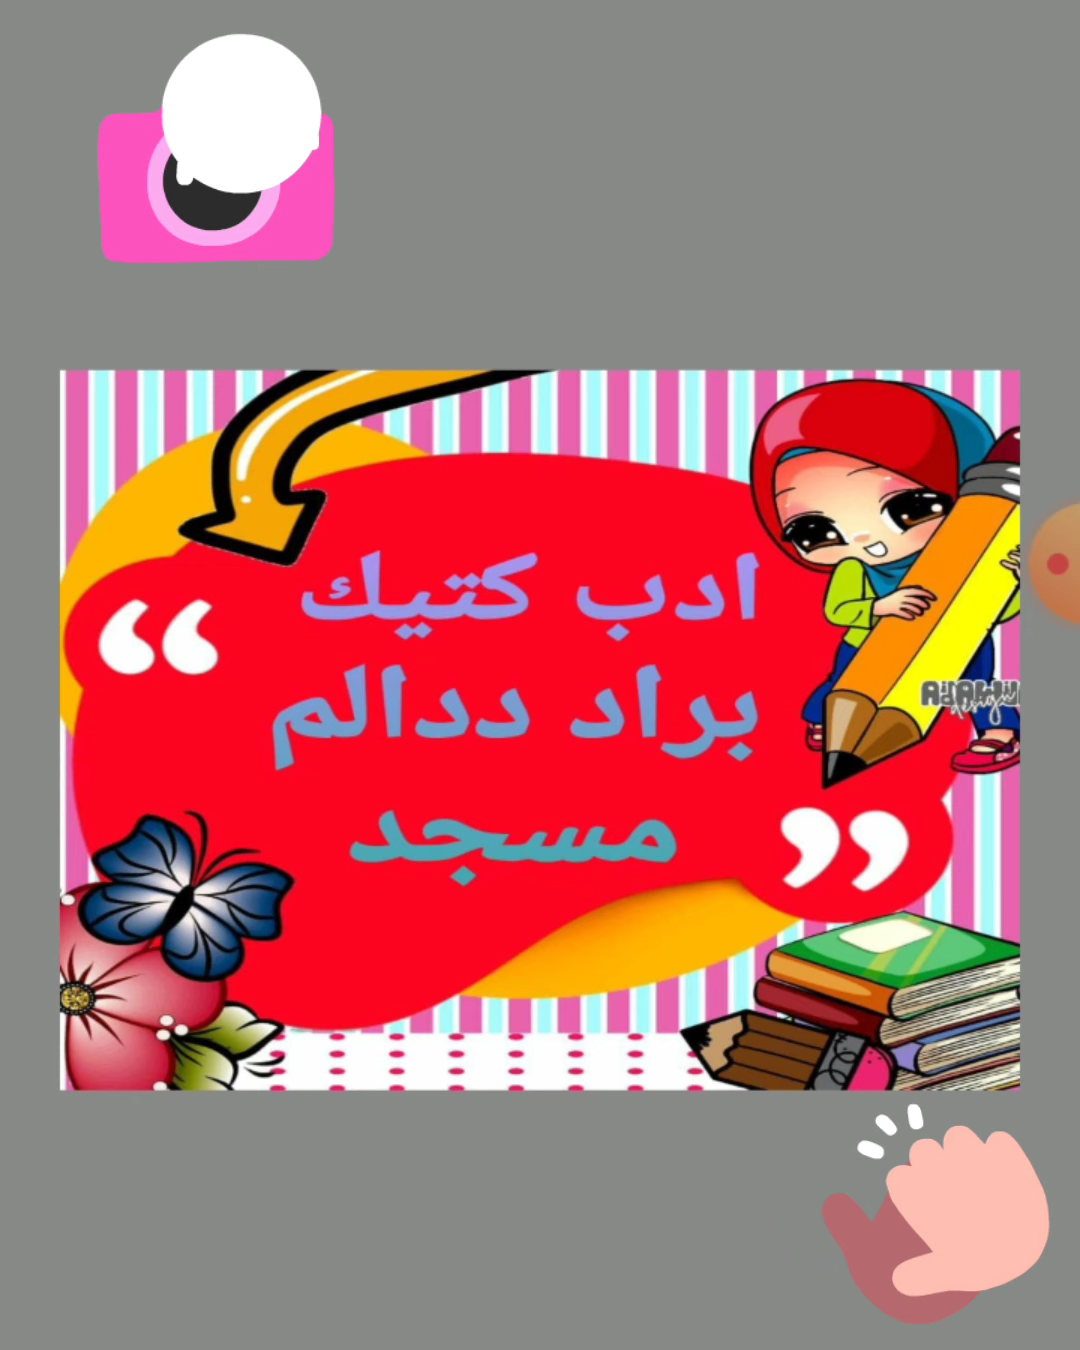 ادب كتيك
براد ددالم
مسجد